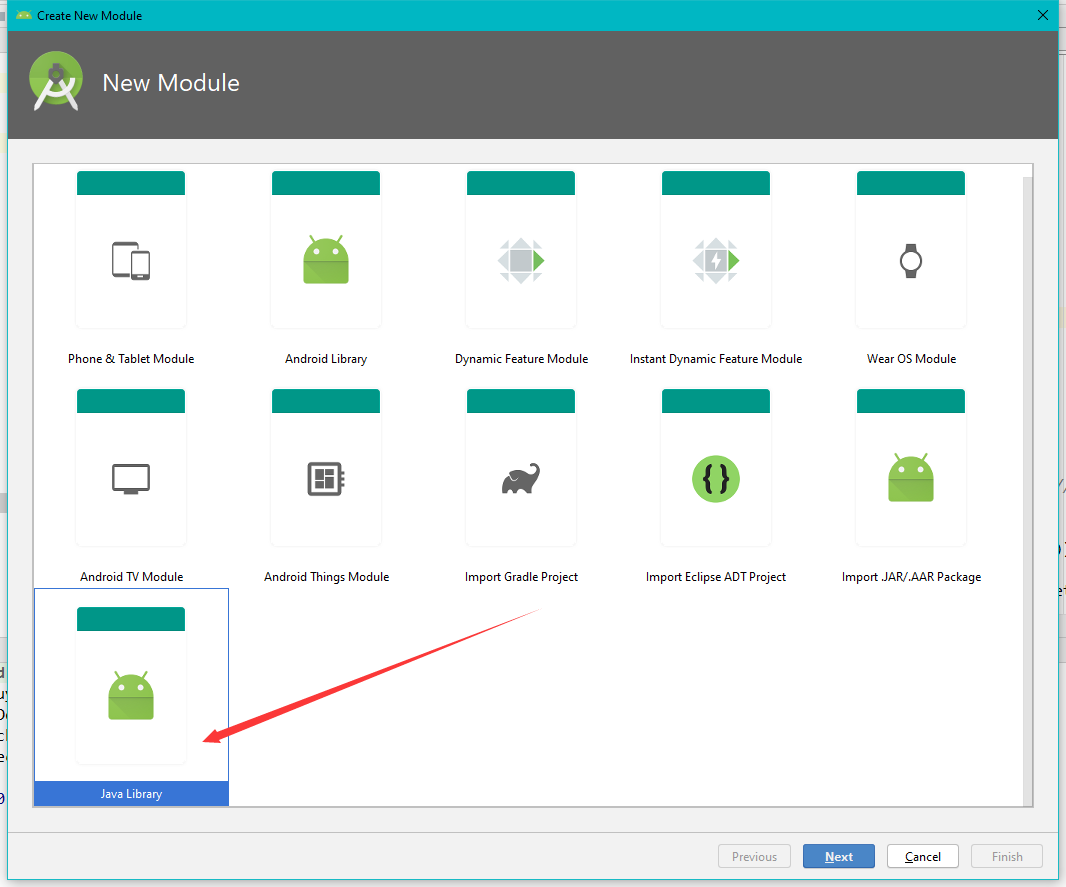 Create New Module
New Module
Phone & Tablet Module
Android Library
Dynamic Feature Module
Instant Dynamic Feature Module
Wear OS Module
Android TV Module
Android Things Module
Import Gradle Project
Import Eclipse ADT Project
Import .JAR/.AAR Package
Java Library
Previous
Next
Cancel
Finish